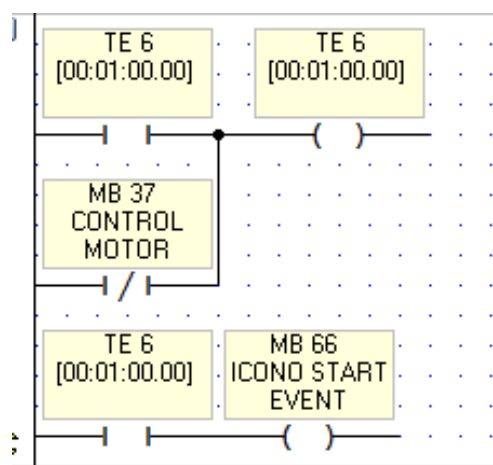 TE 6
[00:01:00.00]
TE 6
[00:01:00.00]
MB 37
CONTROL
MOTOR
TE 6
[00:01:00.00]
MB 66
ICONO START
EVENT